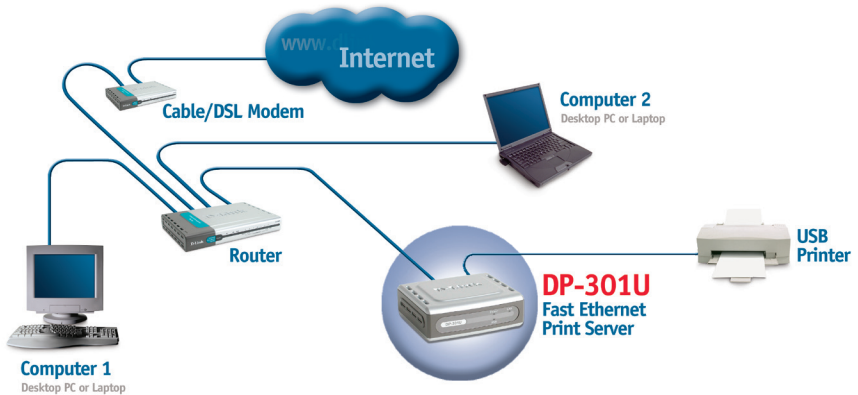 www.d
Internet
Cable/DSL Modem
Computer 2
Desktop PC or Laptop
Router
USB
Printer
DP-301U
Fast Ethernet
Print Server
Computer 1
Desktop PC or Laptop